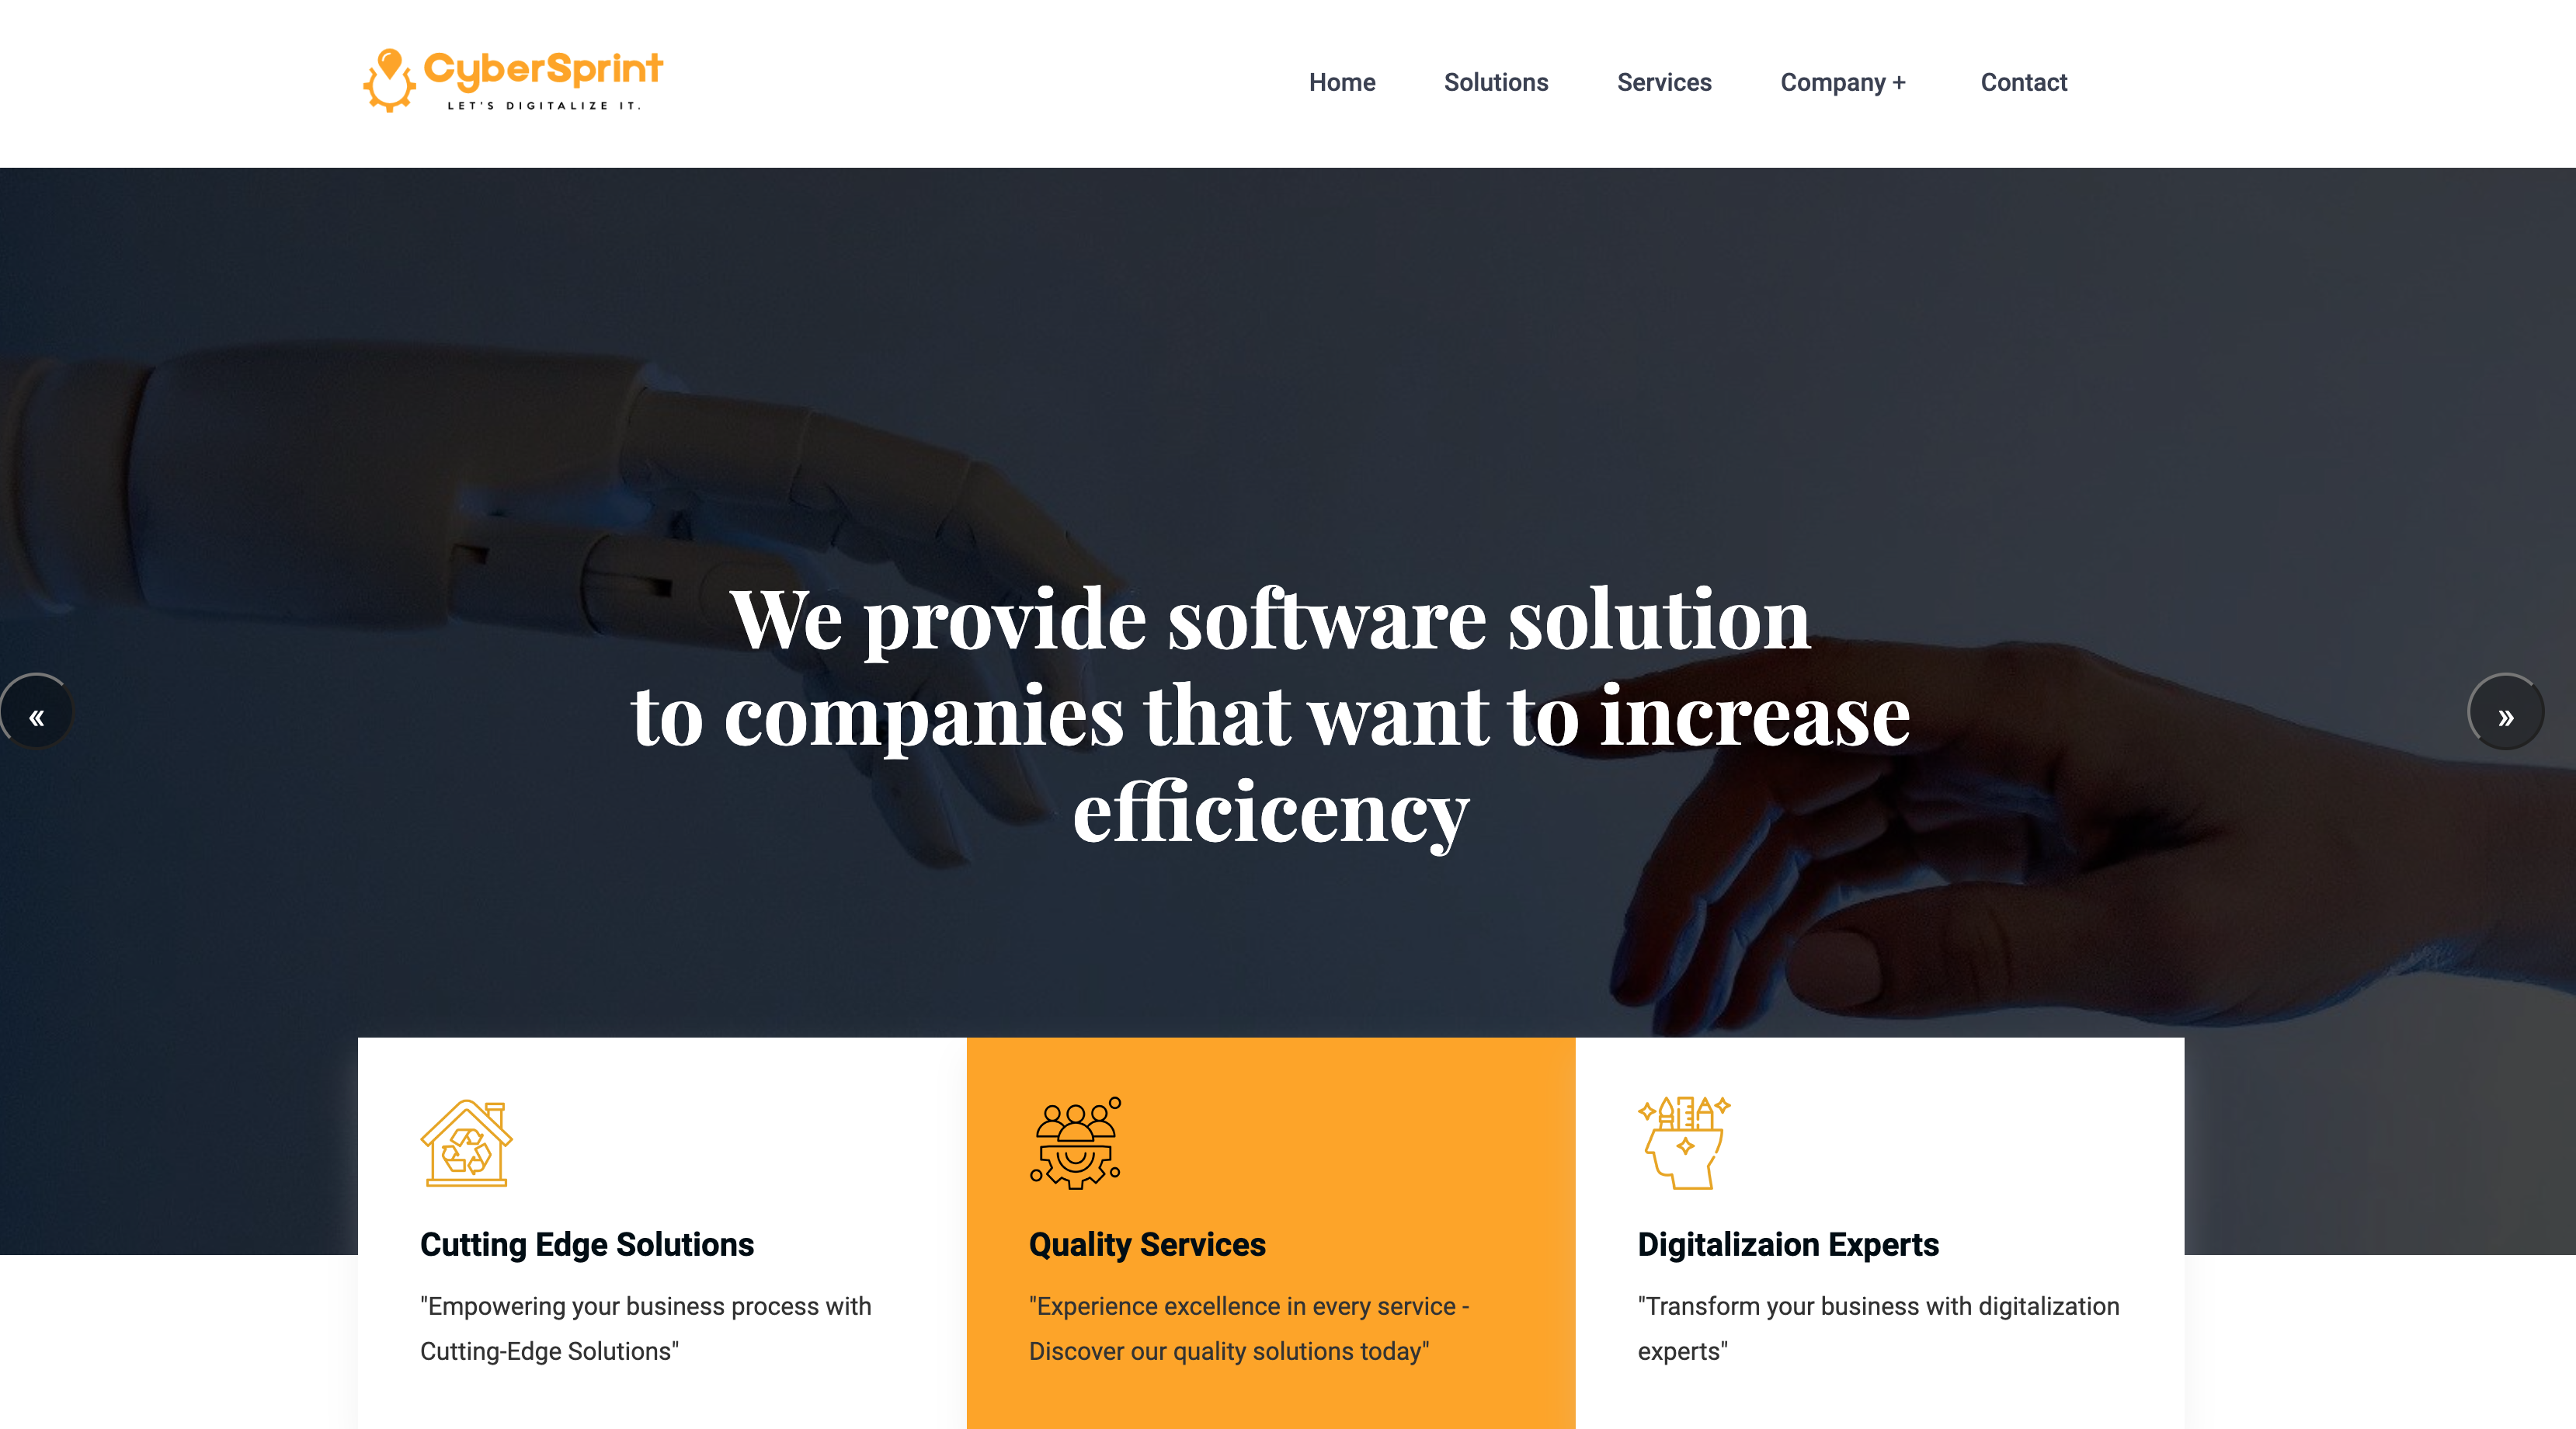 CyberSprint
LET'S DIGITALIZE IT.
Home
Solutions
Services
Company +
Contact
We provide software solution
to companies that want to increase
efficicency
«
»
Cutting Edge Solutions
"Empowering your business process with
Cutting-Edge Solutions"
Quality Services
"Experience excellence in every service -
Discover our quality solutions today"
Digitalizaion Experts
"Transform your business with digitalization
experts"